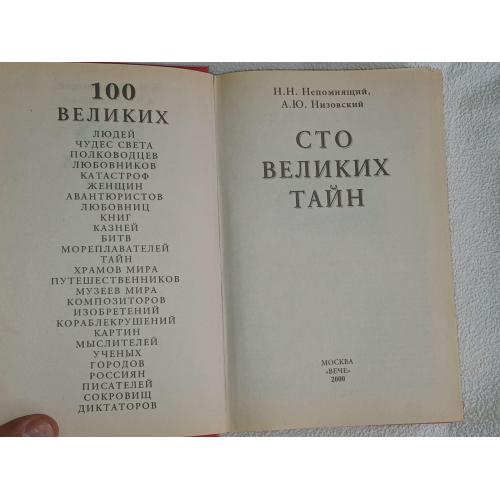 100
ВЕЛИКИХ
ЛЮДЕЙ
ЧУДЕС СВЕТА
ПОЛКОВОДЦЕВ
ЛЮБОВНИКОВ
КАТАСТРОФ
ЖЕНЩИН
АВАНТЮРИСТОВ
ЛЮБОВНИЦ
КНИГ
КАЗНЕЙ
БИТВ
МОРЕПЛАВАТЕЛЕЙ
ТАЙН
ХРАМОВ МИРА
ПУТЕШЕСТВЕННИКОВ
МУЗЕЕВ МИРА
КОМПОЗИТОРОВ
ИЗОБРЕТЕНИЙ
КОРАБЛЕКРУШЕНИЙ
КАРТИН
МЫСЛИТЕЛЕЙ
УЧЕНЫХ
ГОРОДОВ
РОССИЯН
ПИСАТЕЛЕЙ
СОКРОВИЩ
ДИКТАТОРОВ
Н.Н. Непомнящий,
А.Ю. Низовский
СТО
ВЕЛИКИХ
ТАЙН
МОСКВА
«ВЕЧЕ»
2000